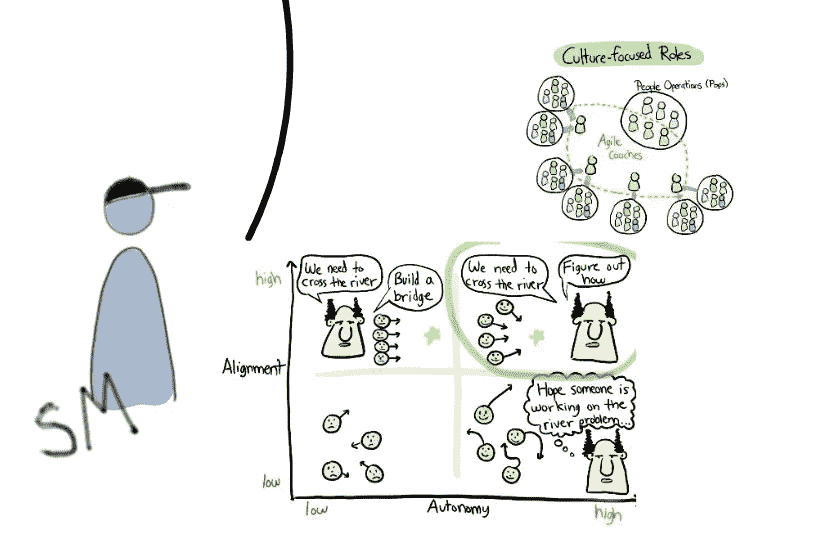 Culture-focused Roles
People Operations (Pops)
Agile
Coaches
high
We need to
cross the river
Build a
bridge
We need to
cross the river
Figure out
how
Alignment
Hope someone is
working on the
river problem...
low
low
Autonomy
high
SM